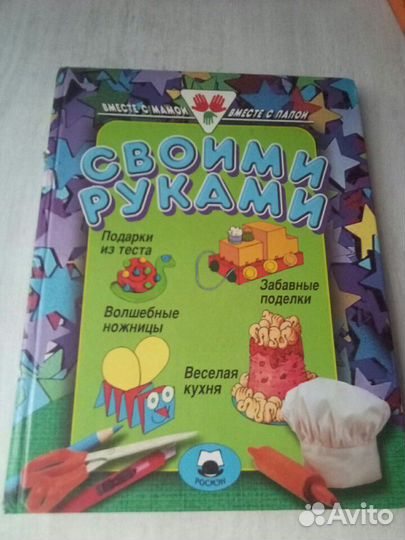 ВМЕСТЕ С МАМОЙ ВМЕСТЕ С ПАПОЙ
СВОИМИ
РУКАМИ
Подарки
из теста
Забавные
поделки
Волшебные
ножницы
Веселая
кухня
РОСМЭН
Avito